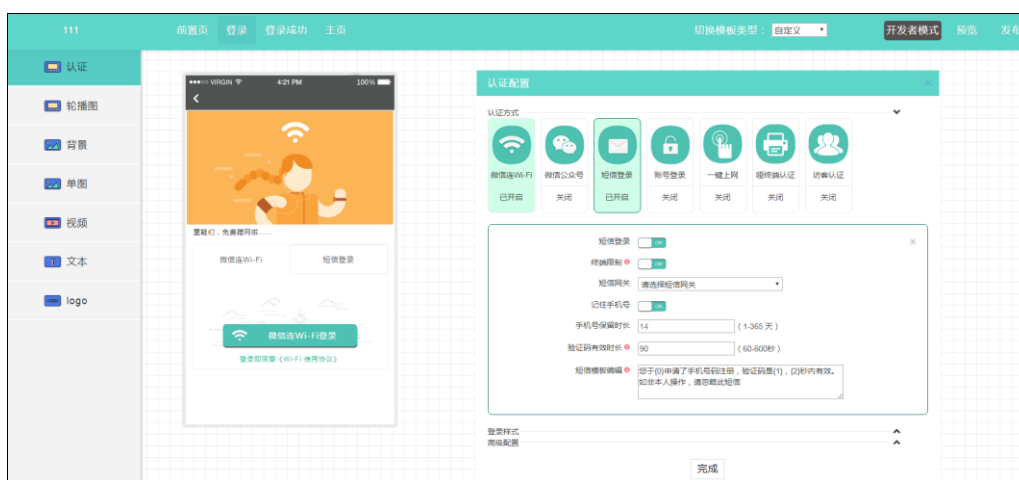 111 前置页 登录 登录成功 主页 切换模板类型： 自定义 开发者模式 预览 发布
认证
轮播图
背景
单图
视频
文本
logo
VIRGIN 4:21 PM 100%
童鞋们，免费蹭网啦……
微信连Wi-Fi 短信登录
微信连Wi-Fi登录
登录即同意《Wi-Fi 使用协议》
认证配置 ×
认证方式
微信连Wi-Fi 微信公众号 短信登录 账号登录 一键上网 哑终端认证 访客认证
已开启 关闭 已开启 关闭 关闭 关闭 关闭
短信登录 ON ×
终端限制 ON
短信网关 请选择短信网关
记住手机号 ON
手机号保留时长 14 ( 1-365 天 )
验证码有效时长 90 ( 60-600秒 )
短信模板编辑 您于{0}申请了手机号码注册，验证码是{1}，{2}秒内有效。
如非本人操作，请忽略此短信
登录样式
高级配置
完成